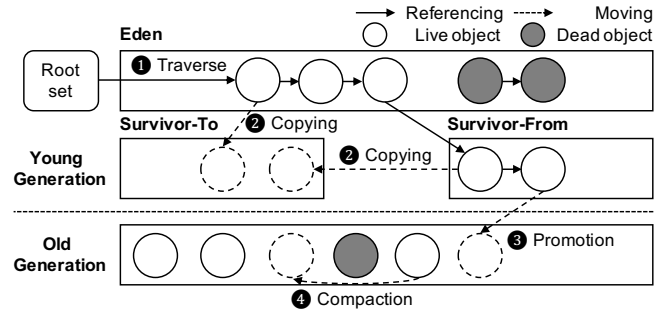 Referencing
Moving
Eden
Live object
Dead object
Root
set
❶ Traverse
Survivor-To
❷ Copying
Survivor-From
Young
Generation
❷ Copying
Old
Generation
❸ Promotion
❹ Compaction